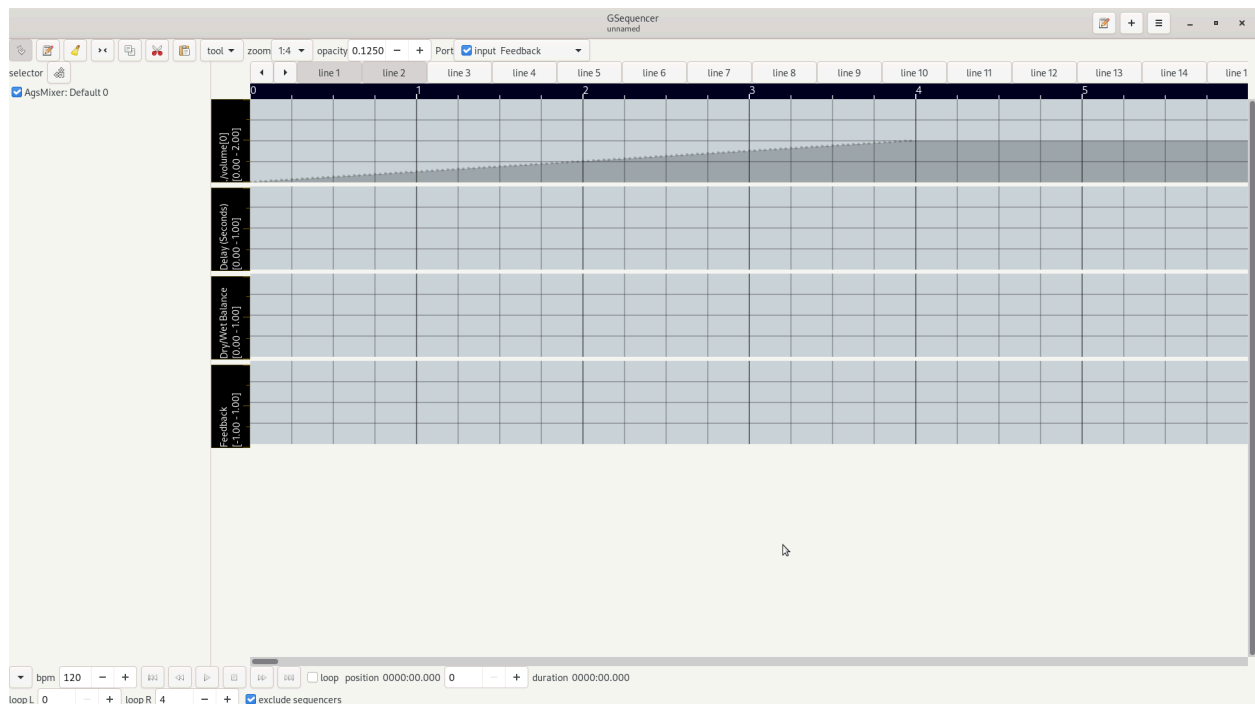 GSequencer
unnamed
tool zoom 1:4 opacity 0.1250 Port input Feedback
selector
line 1 line 2 line 3 line 4 line 5 line 6 line 7 line 8 line 9 line 10 line 11 line 12 line 13 line 14 line 1
AgsMixer: Default 0
0 1 2 3 4 5
./volume[0]
[0.00 - 2.00]
Delay (Seconds)
[0.00 - 1.00]
Dry/Wet Balance
[0.00 - 1.00]
Feedback
[-1.00 - 1.00]
bpm 120 loop position 0000:00.000 0 duration 0000:00.000
loop L 0 loop R 4 exclude sequencers